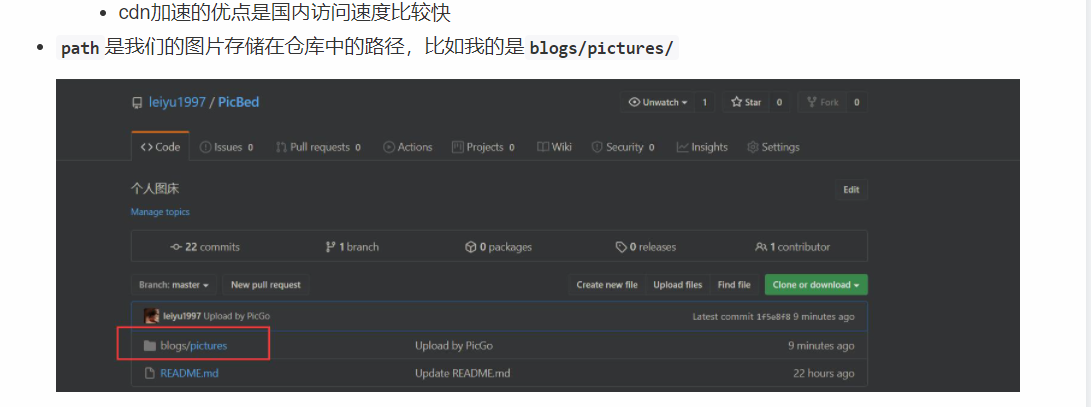 cdn加速的优点是国内访问速度比较快
path 是我们的图片存储在仓库中的路径，比如我的是 blogs/pictures/
leiyu1997 / PicBed Unwatch 1 Star 0 Fork 0
Code Issues 0 Pull requests 0 Actions Projects 0 Wiki Security 0 Insights Settings
个人图床 Edit
Manage topics
22 commits 1 branch 0 packages 0 releases 1 contributor
Branch: master New pull request Create new file Upload files Find file Clone or download
leiyu1997 Upload by PicGo Latest commit 1f5e8f8 9 minutes ago
blogs/pictures Upload by PicGo 9 minutes ago
README.md Update README.md 22 hours ago